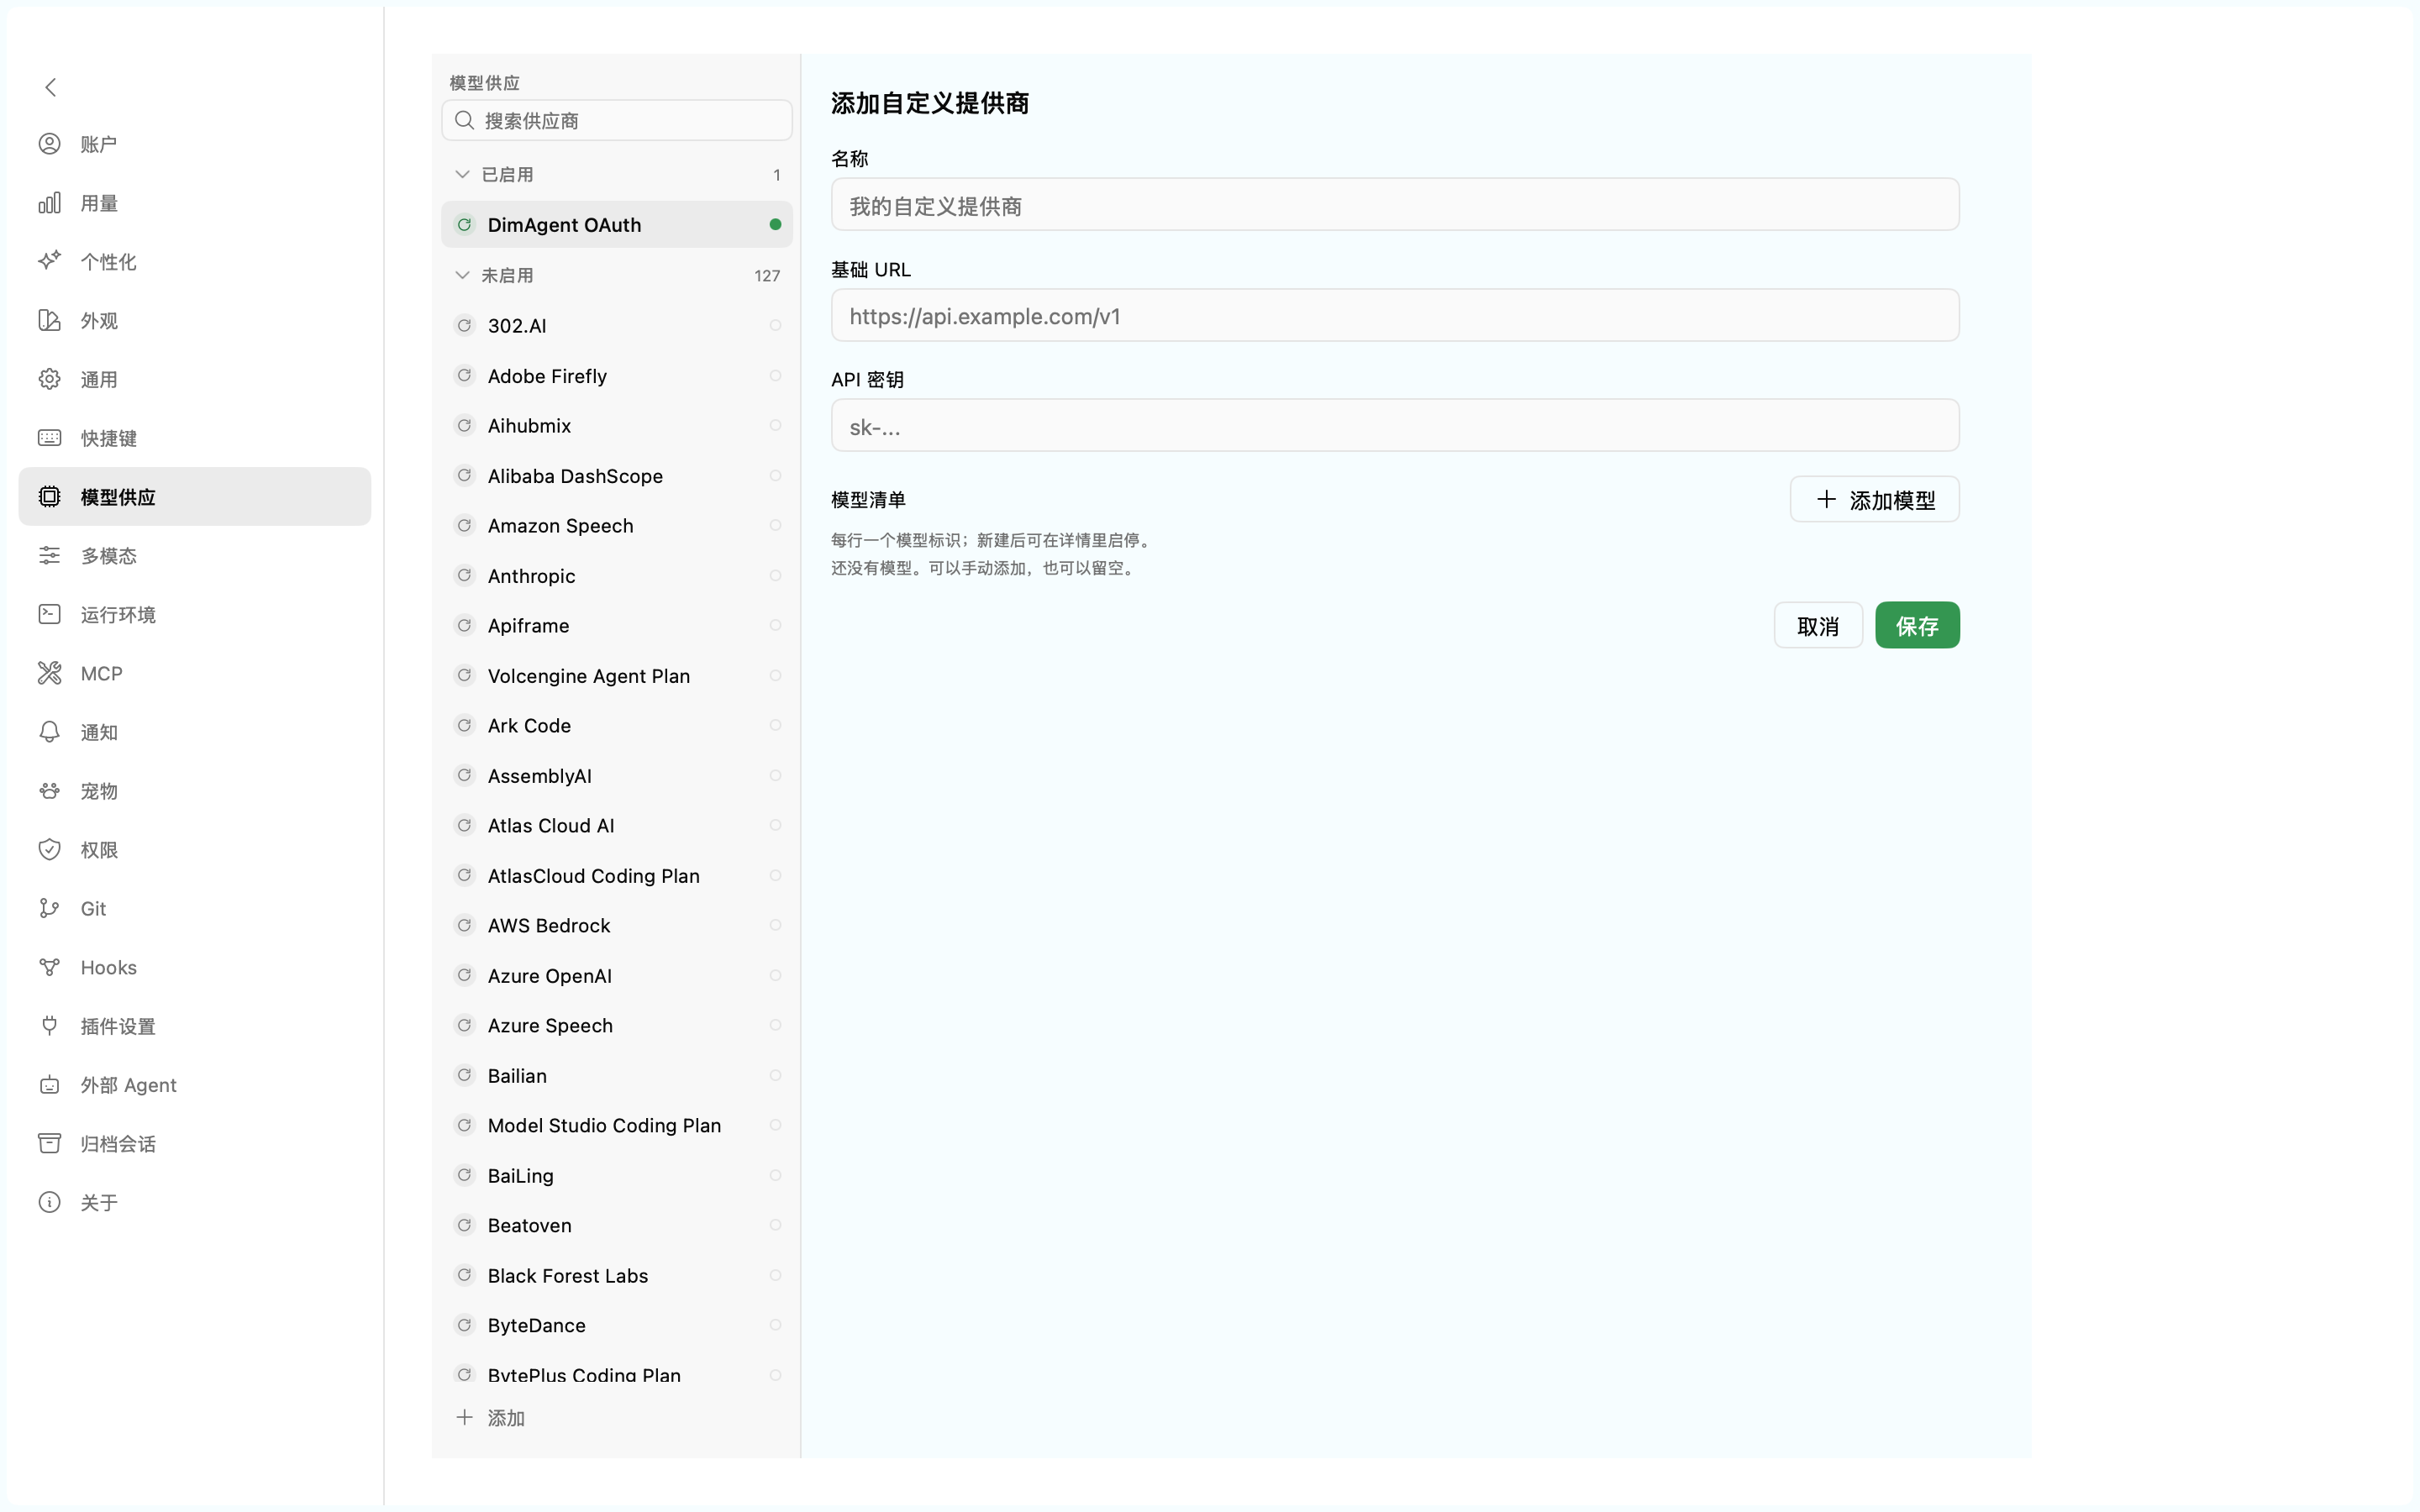 账户
用量
个性化
外观
通用
快捷键
模型供应
多模态
运行环境
MCP
通知
宠物
权限
Git
Hooks
插件设置
外部 Agent
归档会话
关于
模型供应
搜索供应商
已启用 1
DimAgent OAuth
未启用 127
302.AI
Adobe Firefly
Aihubmix
Alibaba DashScope
Amazon Speech
Anthropic
Apiframe
Volcengine Agent Plan
Ark Code
AssemblyAI
Atlas Cloud AI
AtlasCloud Coding Plan
AWS Bedrock
Azure OpenAI
Azure Speech
Bailian
Model Studio Coding Plan
BaiLing
Beatoven
Black Forest Labs
ByteDance
BytePlus Coding Plan
添加
添加自定义提供商
名称
我的自定义提供商
基础 URL
https://api.example.com/v1
API 密钥
sk-...
模型清单
添加模型
每行一个模型标识；新建后可在详情里启停。
还没有模型。可以手动添加，也可以留空。
取消
保存